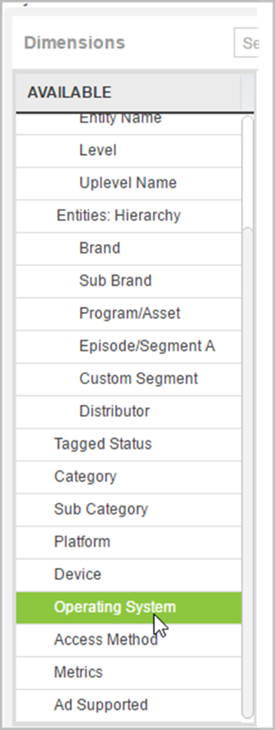 Dimensions
Se
AVAILABLE
Entity Name
Level
Uplevel Name
Entities: Hierarchy
Brand
Sub Brand
Program/Asset
Episode/Segment A
Custom Segment
Distributor
Tagged Status
Category
Sub Category
Platform
Device
Operating System
Access Method
Metrics
Ad Supported